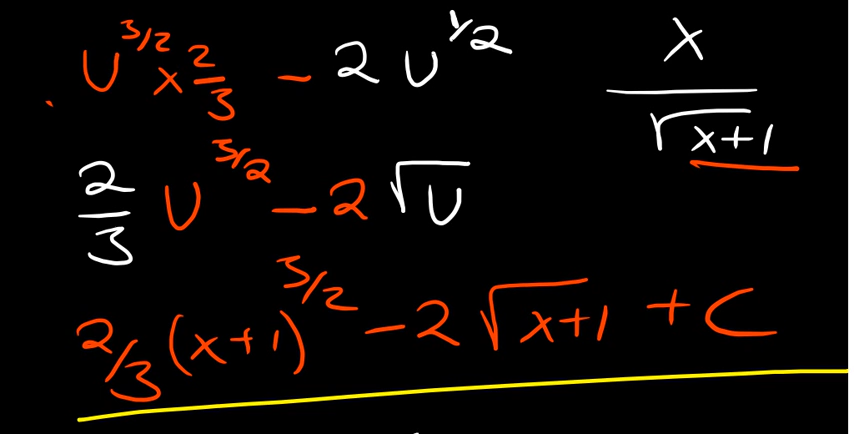 U^3/2 × 2/3 - 2 U^1/2
x/√(x+1)
2/3 U^3/2 - 2 √U
2/3 (x+1)^3/2 - 2 √(x+1) + C